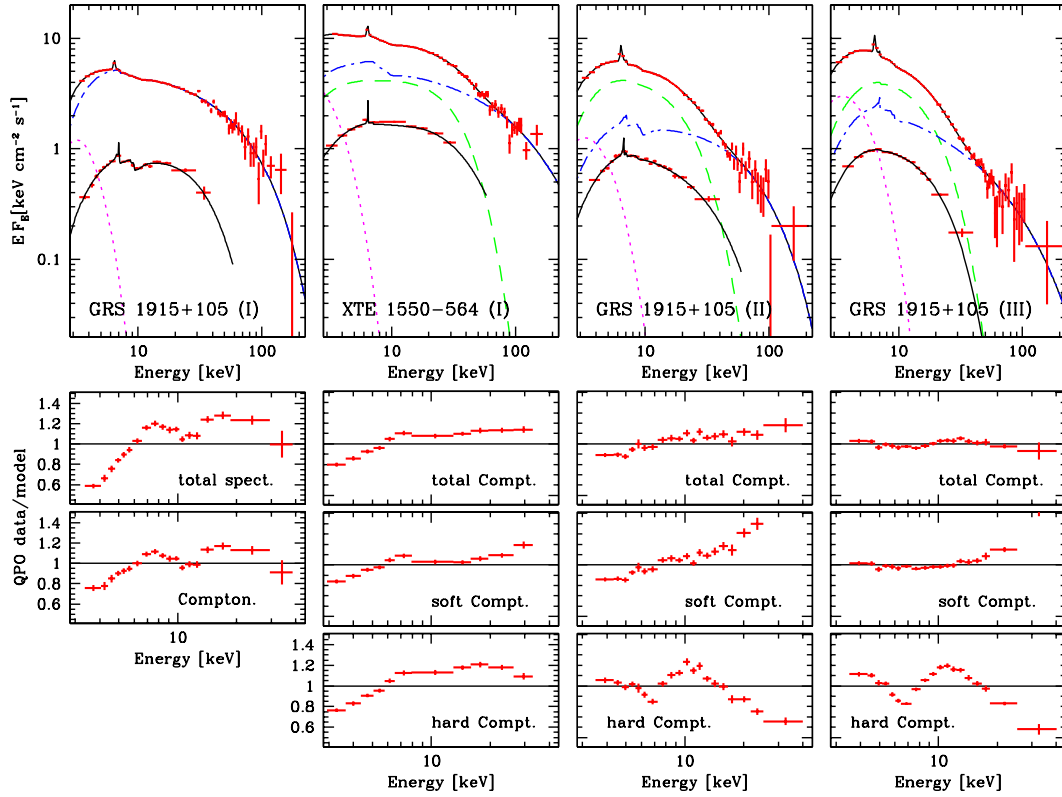 10
1
0.1
E F_E[keV cm⁻² s⁻¹]
GRS 1915+105 (I)
XTE 1550−564 (I)
GRS 1915+105 (II)
GRS 1915+105 (III)
10 100
10 100
10 100
10 100
Energy [keV]
Energy [keV]
Energy [keV]
Energy [keV]
QPO data/model
1.4
1.2
1
0.8
0.6
total spect.
total Compt.
total Compt.
total Compt.
1.4
1.2
1
0.8
0.6
Compton.
soft Compt.
soft Compt.
soft Compt.
10
Energy [keV]
1.4
1.2
1
0.8
0.6
hard Compt.
hard Compt.
hard Compt.
10
10
10
Energy [keV]
Energy [keV]
Energy [keV]